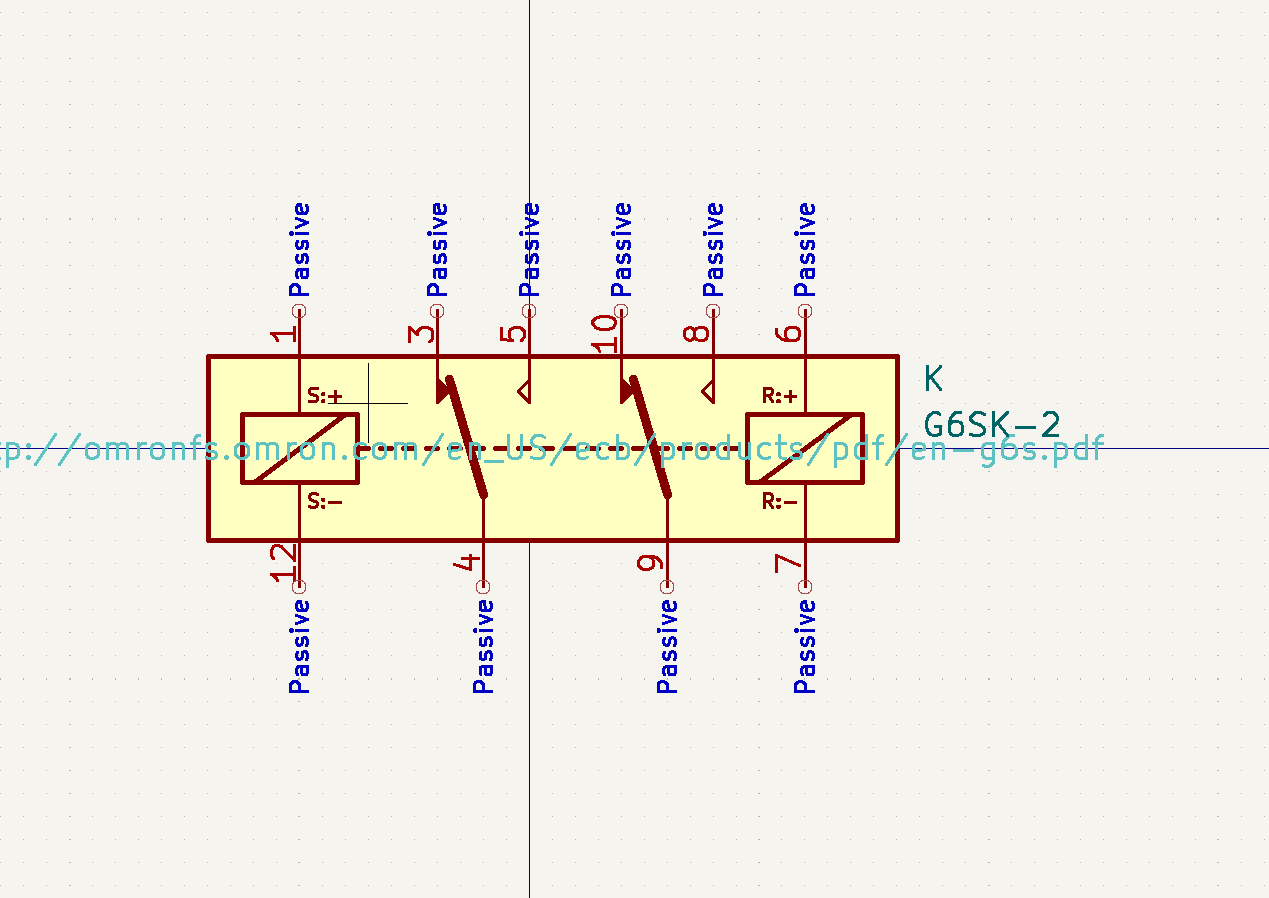 Passive Passive Passive Passive Passive Passive
1 3 5 10 8 6
K
S:+ R:+
G6SK-2
tp://omronfs.omron.com/en_US/ecb/products/pdf/en-g6s.pdf
S:- R:-
12 4 9 7
Passive Passive Passive Passive